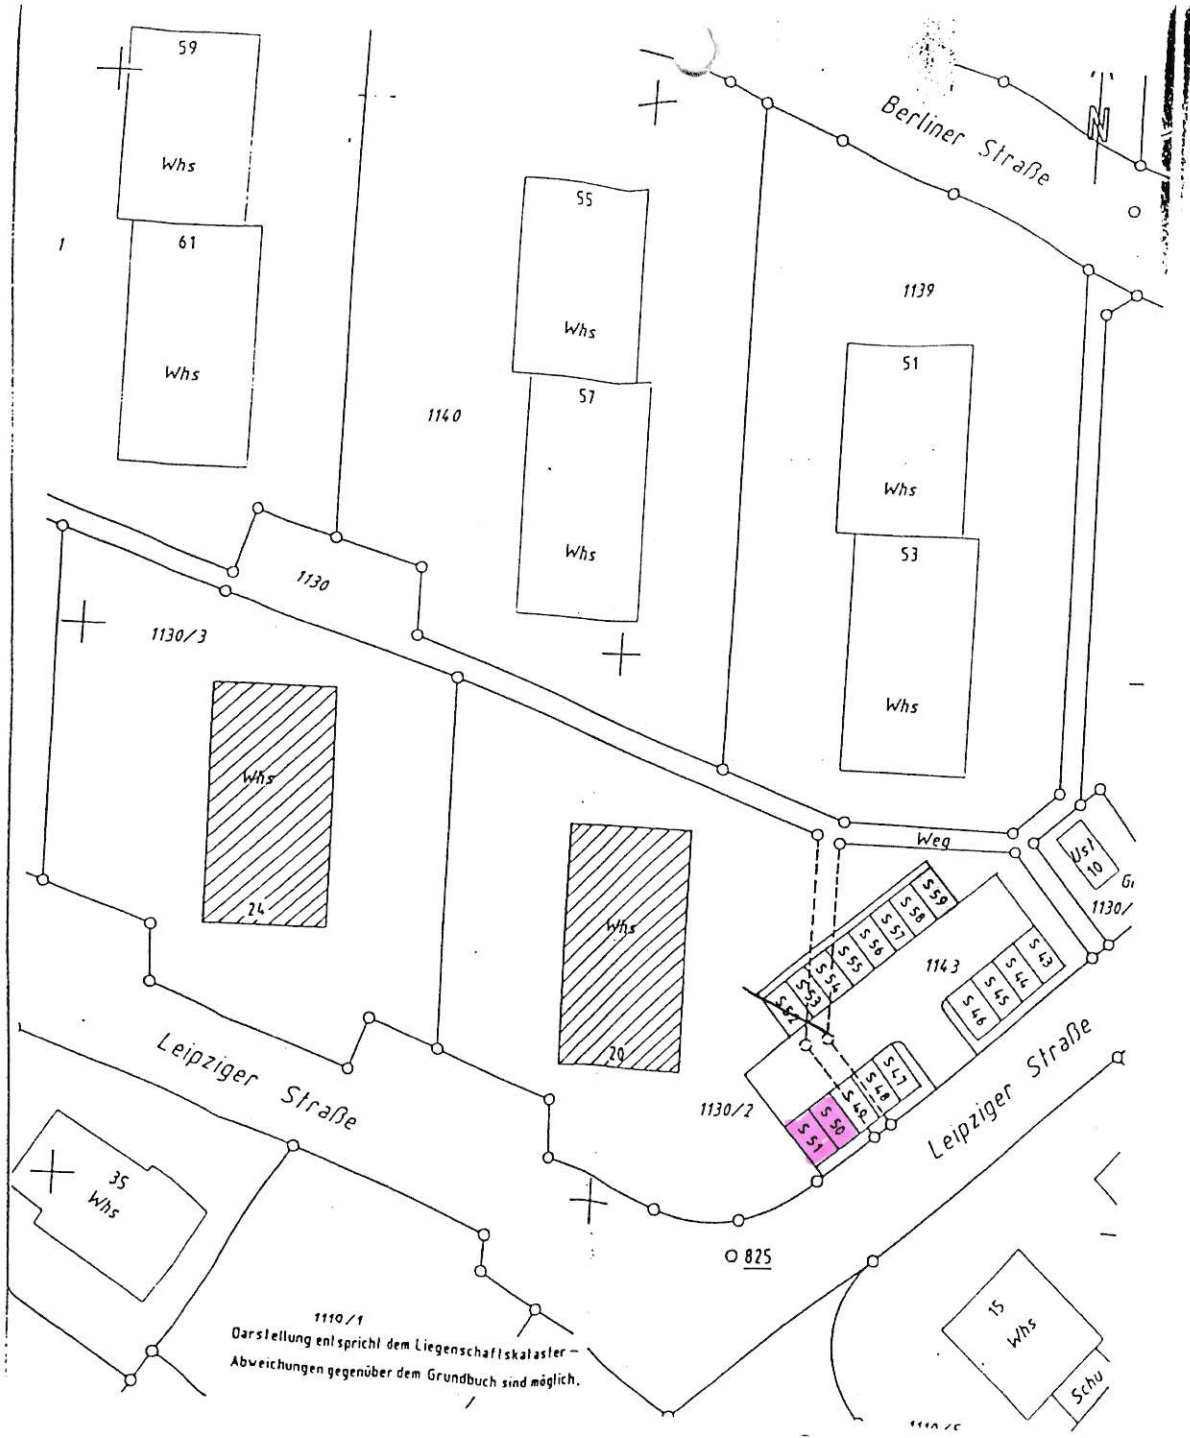 59
Whs
61
Whs
1
Berliner Straße
N
55
Whs
57
Whs
1140
1139
51
Whs
53
Whs
1130
1130/3
Whs
24
Whs
20
Weg
Ust
10
1130/
S 59
S 58
S 57
S 56
S 55
S 54
S 53
S 52
1143
S 43
S 44
S 45
S 46
S 47
S 48
S 49
S 50
S 51
1130/2
Leipziger Straße
Leipziger Straße
35
Whs
825
15
Whs
Schu
1110/1
Darstellung entspricht dem Liegenschaftskataster –
Abweichungen gegenüber dem Grundbuch sind möglich.